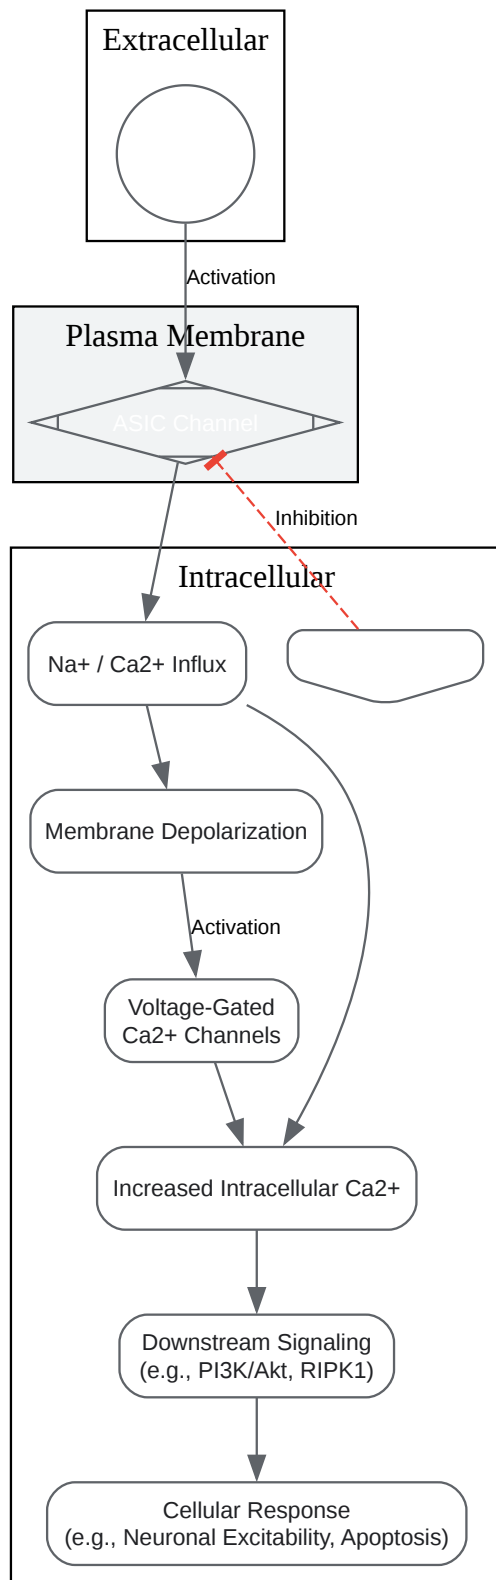 Extracellular
Activation
Plasma Membrane
ASIC Channel
Inhibition
Intracellular
Na+ / Ca2+ Influx
Membrane Depolarization
Activation
Voltage-Gated
Ca2+ Channels
Increased Intracellular Ca2+
Downstream Signaling
(e.g., PI3K/Akt, RIPK1)
Cellular Response
(e.g., Neuronal Excitability, Apoptosis)